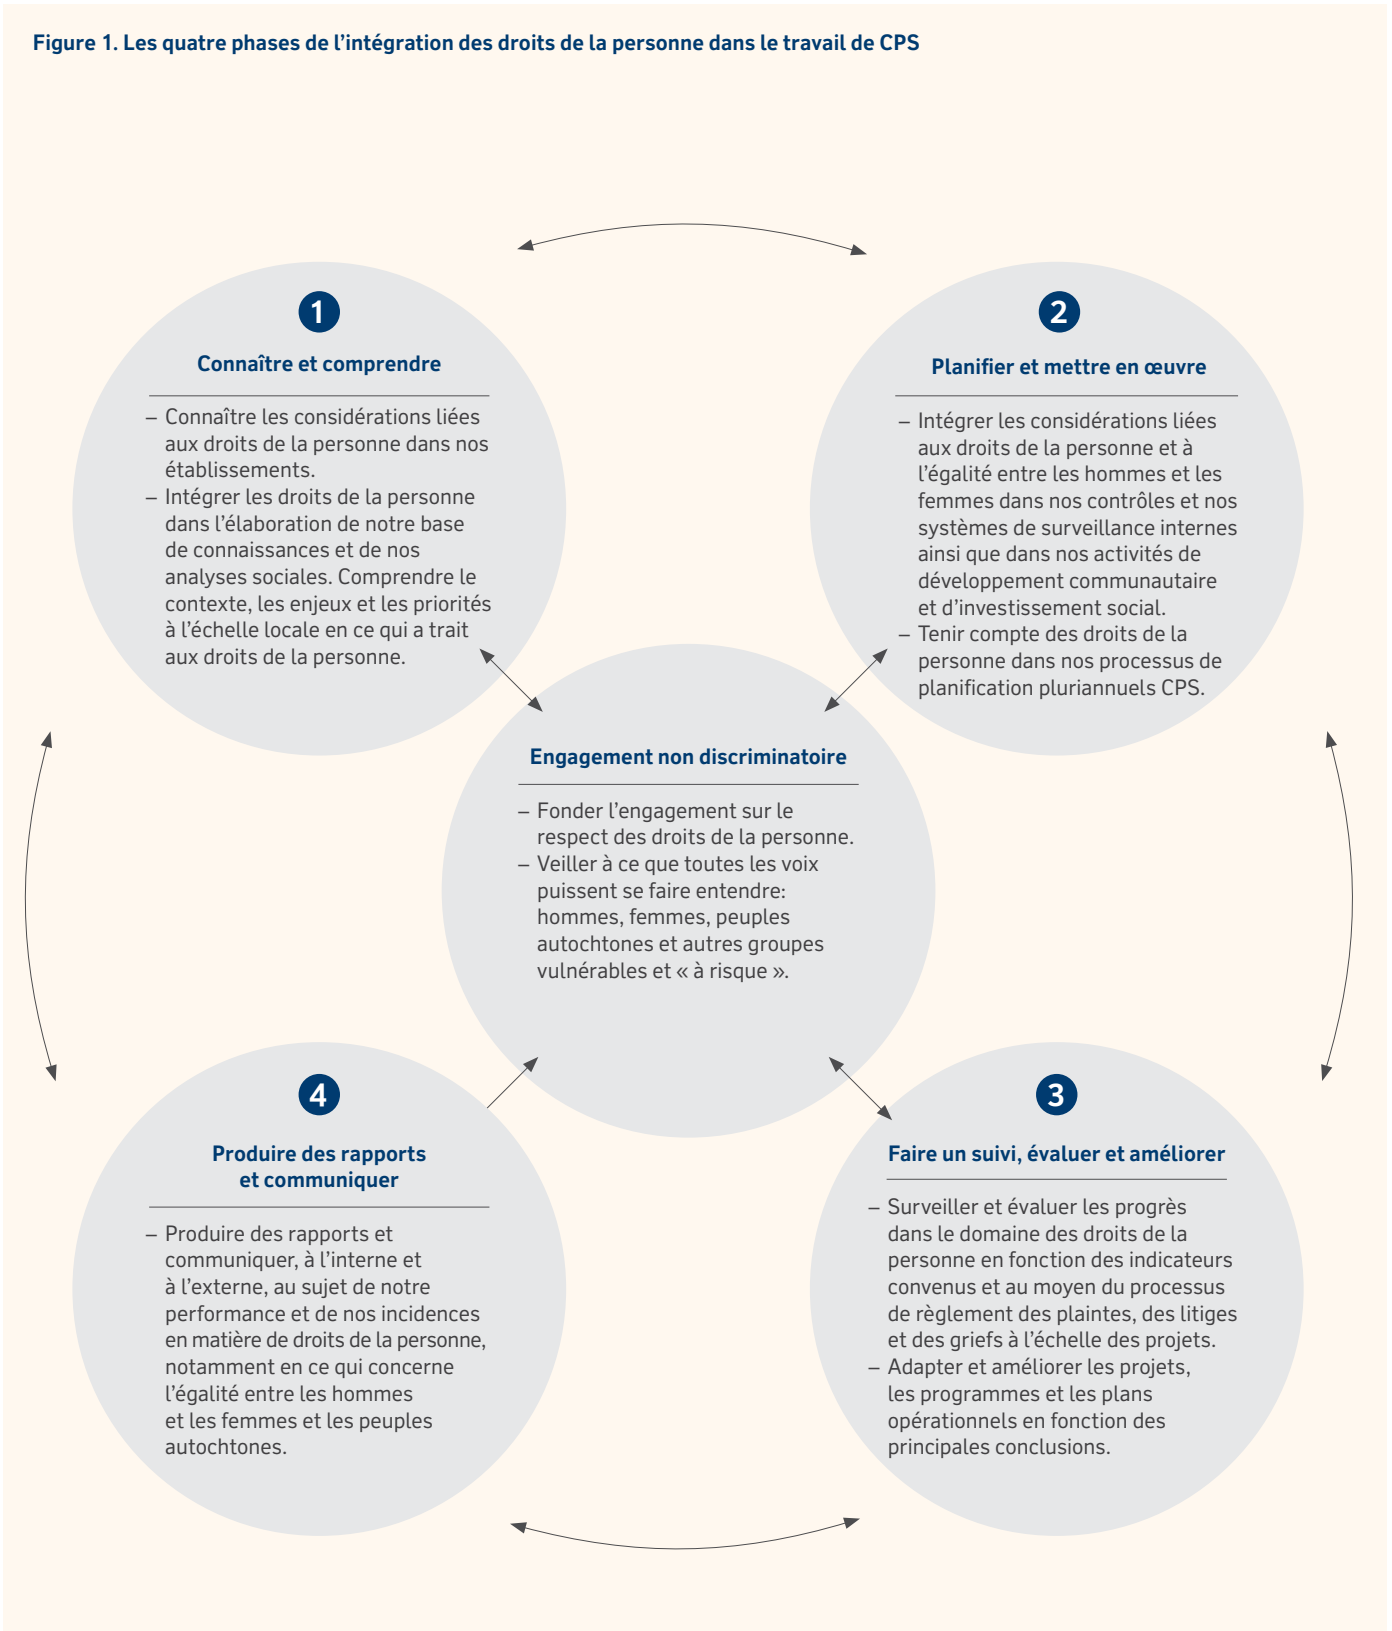 Figure 1. Les quatre phases de l’intégration des droits de la personne dans le travail de CPS
1
Connaître et comprendre
– Connaître les considérations liées
aux droits de la personne dans nos
établissements.
– Intégrer les droits de la personne
dans l’élaboration de notre base
de connaissances et de nos
analyses sociales. Comprendre le
contexte, les enjeux et les priorités
à l’échelle locale en ce qui a trait
aux droits de la personne.
2
Planifier et mettre en œuvre
– Intégrer les considérations liées
aux droits de la personne et à
l’égalité entre les hommes et les
femmes dans nos contrôles et nos
systèmes de surveillance internes
ainsi que dans nos activités de
développement communautaire
et d’investissement social.
– Tenir compte des droits de la
personne dans nos processus de
planification pluriannuels CPS.
Engagement non discriminatoire
– Fonder l’engagement sur le
respect des droits de la personne.
– Veiller à ce que toutes les voix
puissent se faire entendre:
hommes, femmes, peuples
autochtones et autres groupes
vulnérables et « à risque ».
4
Produire des rapports
et communiquer
– Produire des rapports et
communiquer, à l’interne et
à l’externe, au sujet de notre
performance et de nos incidences
en matière de droits de la personne,
notamment en ce qui concerne
l’égalité entre les hommes
et les femmes et les peuples
autochtones.
3
Faire un suivi, évaluer et améliorer
– Surveiller et évaluer les progrès
dans le domaine des droits de la
personne en fonction des indicateurs
convenus et au moyen du processus
de règlement des plaintes, des litiges
et des griefs à l’échelle des projets.
– Adapter et améliorer les projets,
les programmes et les plans
opérationnels en fonction des
principales conclusions.